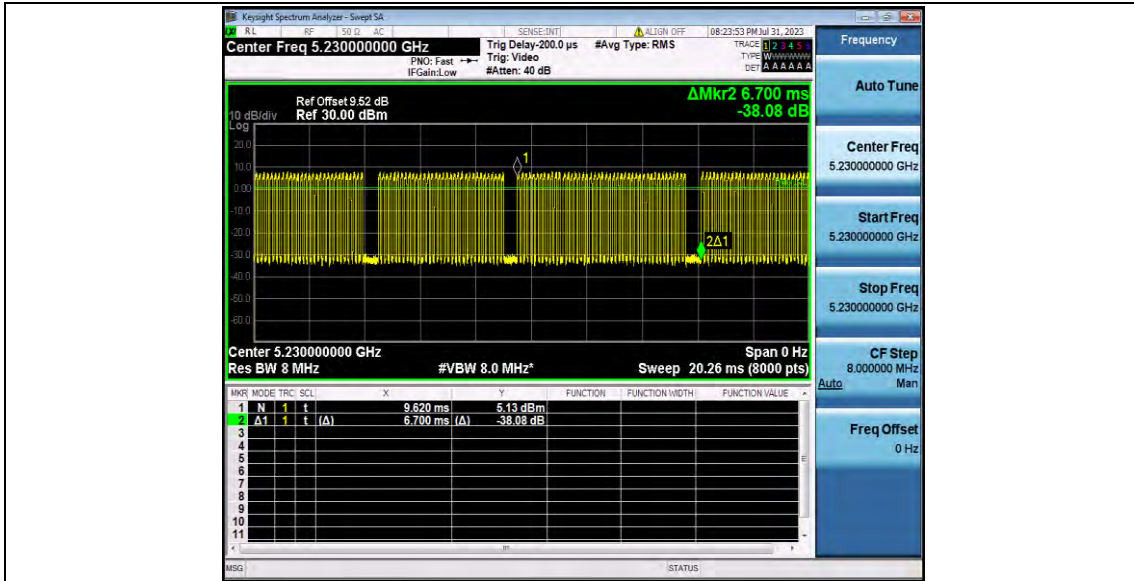 Keysight Spectrum Analyzer - Swept SA
RL RF 50 Ω AC SENSE:INT ALIGN OFF 08:23:53 PM Jul 31, 2023
Center Freq 5.230000000 GHz
PNO: Fast
IFGain:Low
Trig Delay-200.0 µs
Trig: Video
#Atten: 40 dB
#Avg Type: RMS
TRACE 1 2 3 4 5 6
TYPE W
DET A A A A A A
ΔMkr2 6.700 ms
-38.08 dB
Ref Offset 9.52 dB
10 dB/div Ref 30.00 dBm
Log
20.0
10.0
0.00
-10.0
-20.0
-30.0
-40.0
-50.0
-60.0
1
2Δ1
Center 5.230000000 GHz Span 0 Hz
Res BW 8 MHz #VBW 8.0 MHz* Sweep 20.26 ms (8000 pts)
MKR MODE TRC SCL X Y FUNCTION FUNCTION WIDTH FUNCTION VALUE
1 N 1 t 9.620 ms 5.13 dBm
2 Δ1 1 t (Δ) 6.700 ms (Δ) -38.08 dB
3
4
5
6
7
8
9
10
11
MSG STATUS
Frequency
Auto Tune
Center Freq
5.230000000 GHz
Start Freq
5.230000000 GHz
Stop Freq
5.230000000 GHz
CF Step
8.000000 MHz
Auto Man
Freq Offset
0 Hz